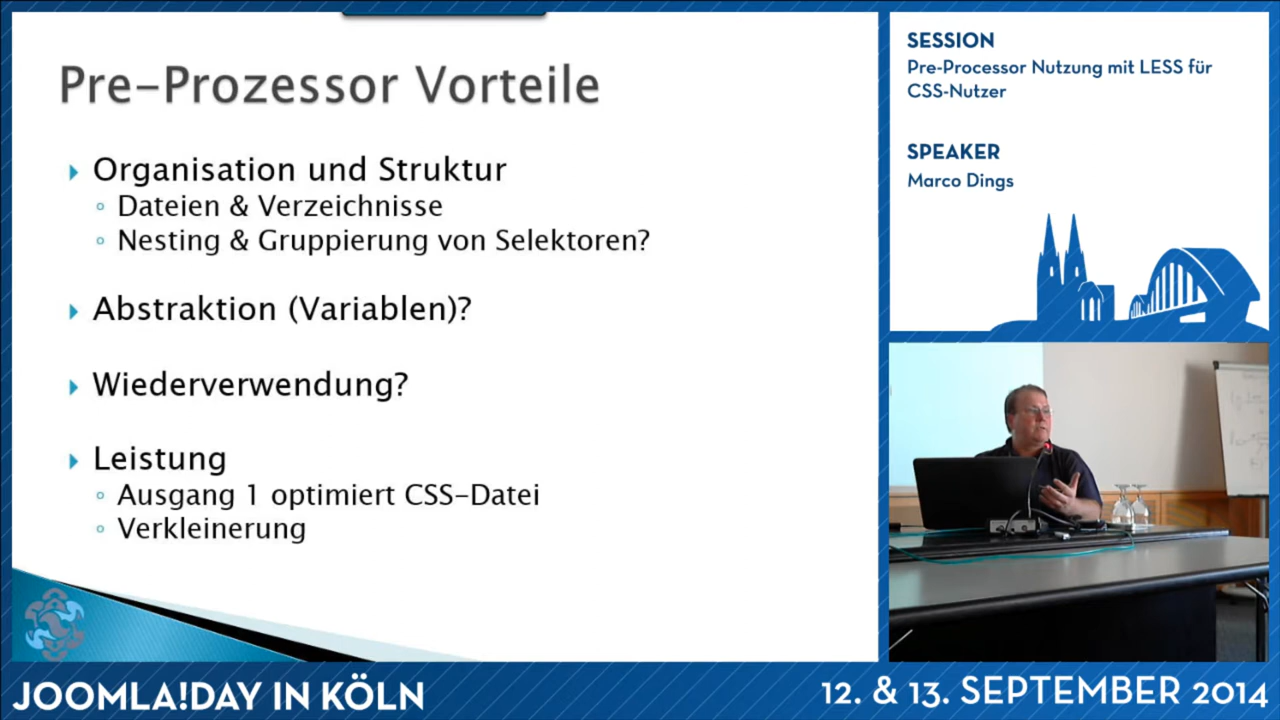 Pre-Prozessor Vorteile
Organisation und Struktur
Dateien & Verzeichnisse
Nesting & Gruppierung von Selektoren?
Abstraktion (Variablen)?
Wiederverwendung?
Leistung
Ausgang 1 optimiert CSS-Datei
Verkleinerung
SESSION
Pre-Processor Nutzung mit LESS für
CSS-Nutzer
SPEAKER
Marco Dings
JOOMLA!DAY IN KÖLN
12. & 13. SEPTEMBER 2014